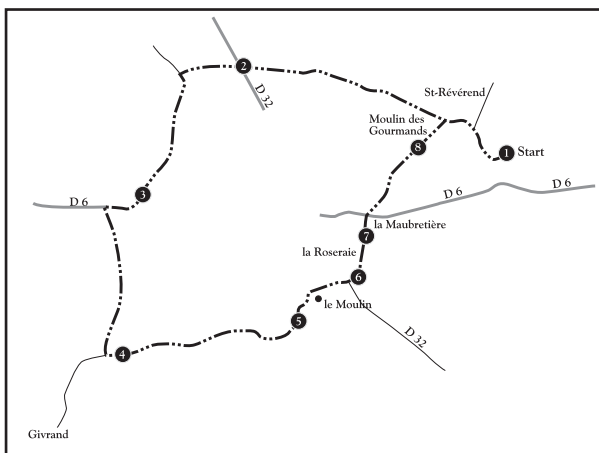 2
D 32
St-Révérend
Moulin des
Gourmands
8
1 Start
3
D 6
D 6
D 6
la Maubretière
7
la Roseraie
6
le Moulin
5
D 32
4
Givrand